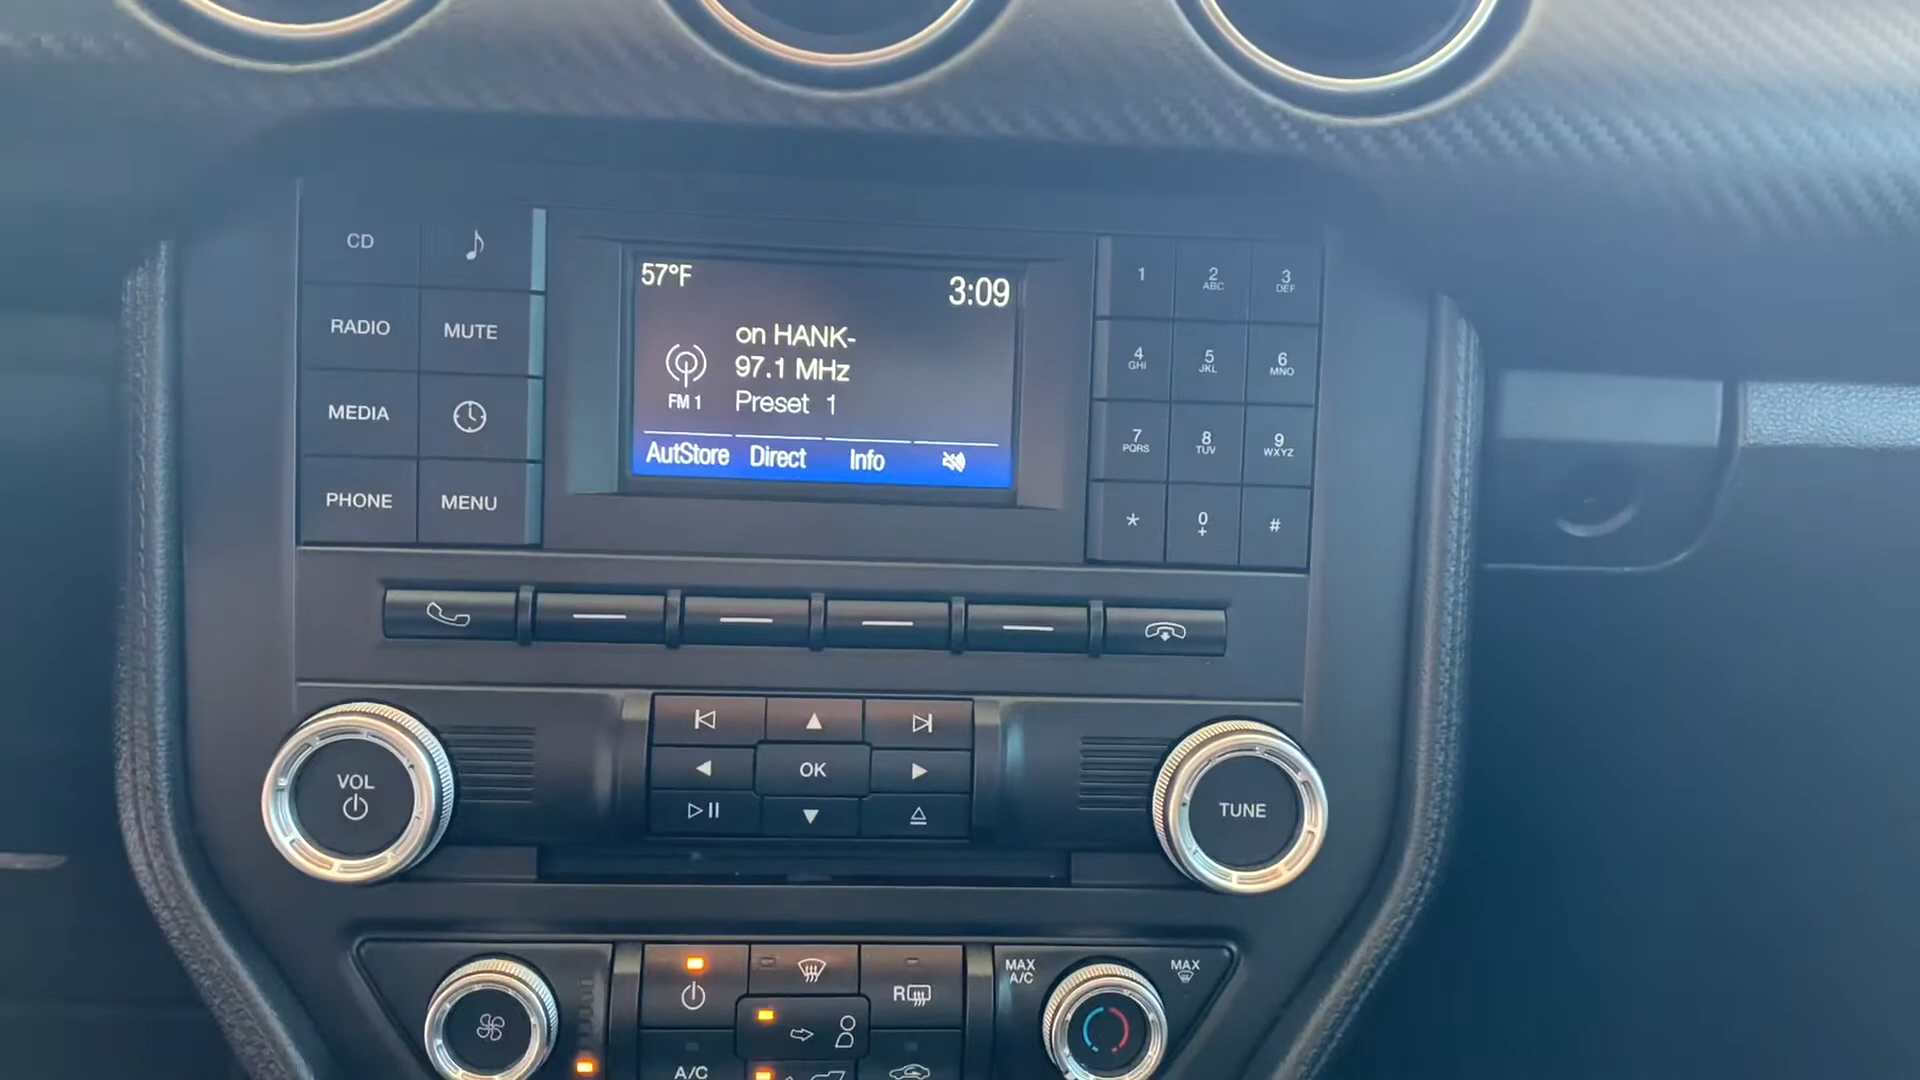 CD
RADIO
MUTE
MEDIA
PHONE
MENU
57°F
3:09
on HANK-
97.1 MHz
FM 1
Preset 1
AutStore Direct Info
1
2 ABC
3 DEF
4 GHI
5 JKL
6 MNO
7 PQRS
8 TUV
9 WXYZ
*
0 +
#
VOL
OK
TUNE
R
MAX A/C
MAX
A/C